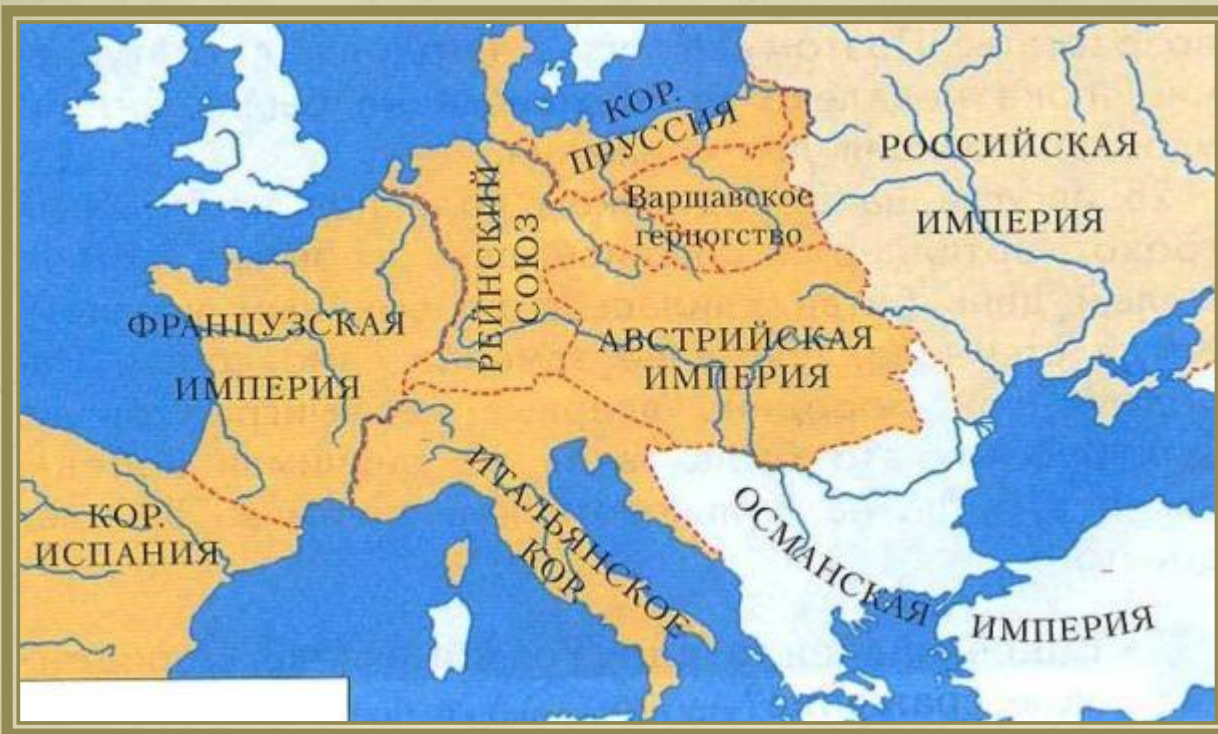 КОР.
ПРУССИЯ
РОССИЙСКАЯ
ИМПЕРИЯ
Варшавское
герцогство
РЕЙНСКИЙ
СОЮЗ
ФРАНЦУЗСКАЯ
ИМПЕРИЯ
АВСТРИЙСКАЯ
ИМПЕРИЯ
КОР.
ИСПАНИЯ
ИТАЛЬЯНСКОЕ
КОР.
ОСМАНСКАЯ
ИМПЕРИЯ